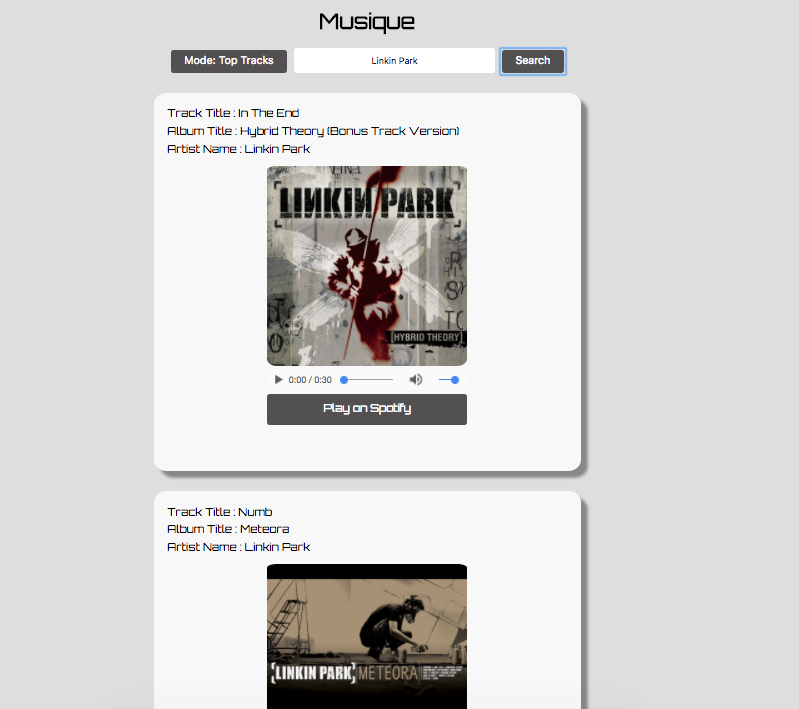 Musique
Mode: Top Tracks
Linkin Park
Search
Track Title : In The End
Album Title : Hybrid Theory (Bonus Track Version)
Artist Name : Linkin Park
LINKIN PARK
[HYBRID THEORY]
0:00 / 0:30
Play on Spotify
Track Title : Numb
Album Title : Meteora
Artist Name : Linkin Park
[LINKIN PARK] METEORA